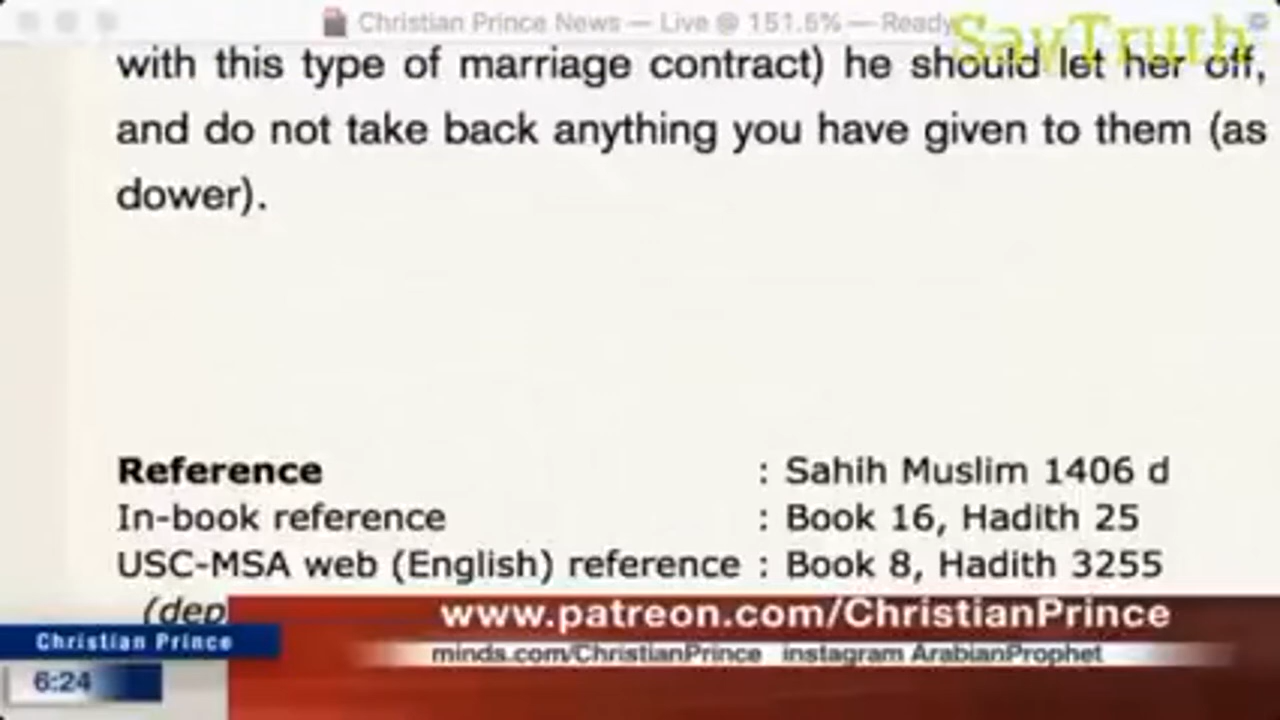 Christian Prince News — Live @ 151.5% — Ready
SayTruth
with this type of marriage contract) he should let her off,
and do not take back anything you have given to them (as
dower).
Reference : Sahih Muslim 1406 d
In-book reference : Book 16, Hadith 25
USC-MSA web (English) reference : Book 8, Hadith 3255
(dep
www.patreon.com/ChristianPrince
Christian Prince
minds.com/ChristianPrince instagram ArabianProphet
6:24